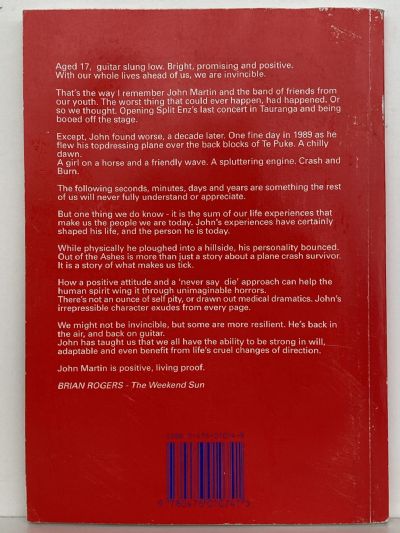 Aged 17, guitar slung low. Bright, promising and positive.
With our whole lives ahead of us, we are invincible.
That's the way I remember John Martin and the band of friends from
our youth. The worst thing that could ever happen, had happened. Or
so we thought. Opening Split Enz's last concert in Tauranga and being
booed off the stage.
Except, John found worse, a decade later. One fine day in 1989 as he
flew his topdressing plane over the back blocks of Te Puke. A chilly
dawn.
A girl on a horse and a friendly wave. A spluttering engine. Crash and
Burn.
The following seconds, minutes, days and years are something the rest
of us will never fully understand or appreciate.
But one thing we do know - it is the sum of our life experiences that
make us the people we are today. John's experiences have certainly
shaped his life, and the person he is today.
While physically he ploughed into a hillside, his personality bounced.
Out of the Ashes is more than just a story about a plane crash survivor.
It is a story of what makes us tick.
How a positive attitude and a 'never say die' approach can help the
human spirit wing it through unimaginable horrors.
There's not an ounce of self pity, or drawn out medical dramatics. John's
irrepressible character exudes from every page.
We might not be invincible, but some are more resilient. He's back in
the air, and back on guitar.
John has taught us that we all have the ability to be strong in will,
adaptable and even benefit from life's cruel changes of direction.
John Martin is positive, living proof.
BRIAN ROGERS - The Weekend Sun